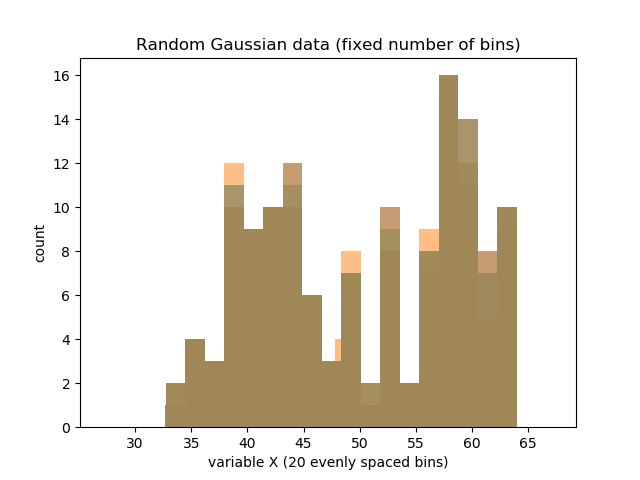 Random Gaussian data (fixed number of bins)
16
14
12
10
8
6
4
2
0
count
30 35 40 45 50 55 60 65
variable X (20 evenly spaced bins)